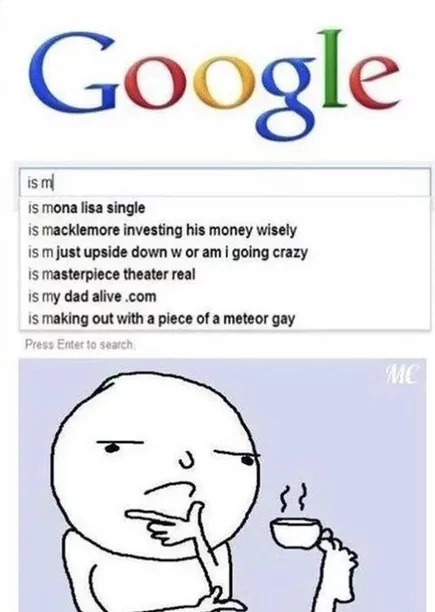 Google
is m
is mona lisa single
is macklemore investing his money wisely
is m just upside down w or am i going crazy
is masterpiece theater real
is my dad alive .com
is making out with a piece of a meteor gay
Press Enter to search.
MC